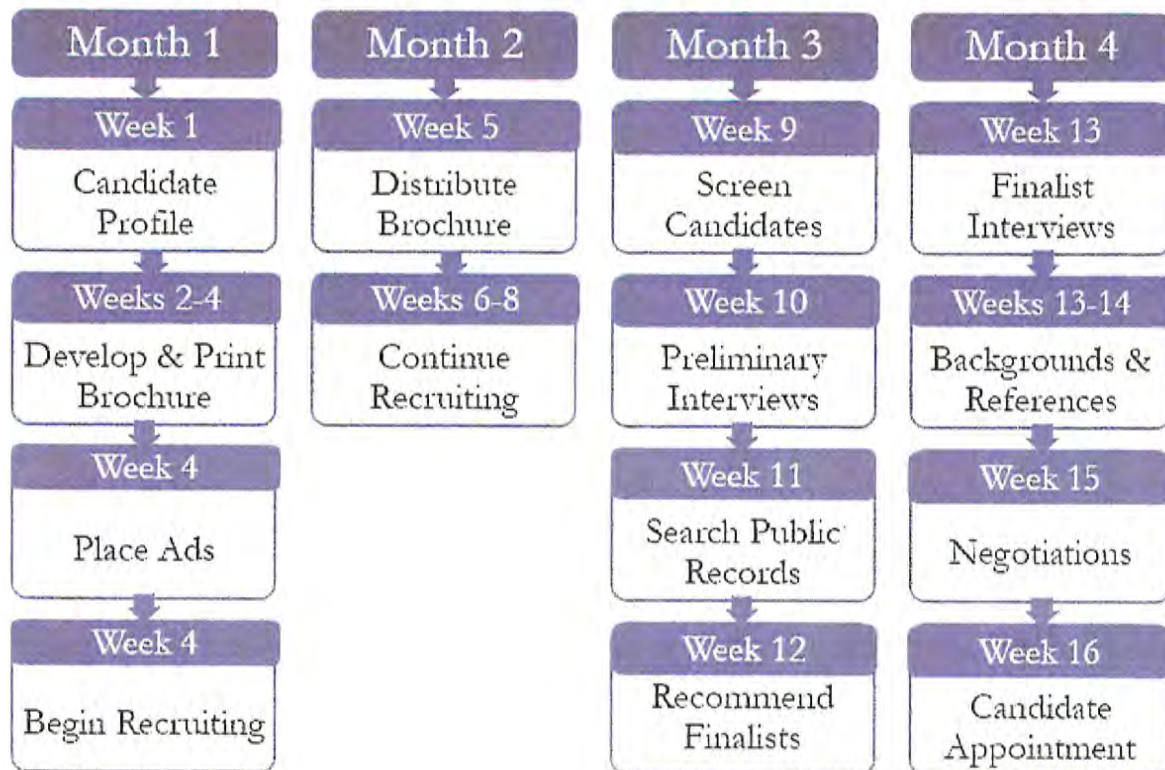 Month 1
Week 1
Candidate
Profile
Weeks 2-4
Develop & Print
Brochure
Week 4
Place Ads
Week 4
Begin Recruiting
Month 2
Week 5
Distribute
Brochure
Weeks 6-8
Continue
Recruiting
Month 3
Week 9
Screen
Candidates
Week 10
Preliminary
Interviews
Week 11
Search Public
Records
Week 12
Recommend
Finalists
Month 4
Week 13
Finalist
Interviews
Weeks 13-14
Backgrounds &
References
Week 15
Negotiations
Week 16
Candidate
Appointment